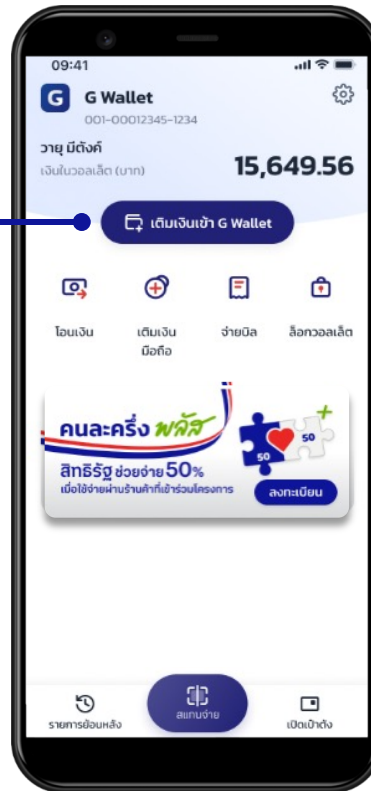 09:41
G
G Wallet
001-00012345-1234
วายุ มีตังค์
เงินในวอลเล็ต (บาท)
15,649.56
เติมเงินเข้า G Wallet
โอนเงิน
เติมเงิน
มือถือ
จ่ายบิล
ล็อกวอลเล็ต
คนละครึ่ง พลัส
สิทธิรัฐ ช่วยจ่าย 50%
เมื่อใช้จ่ายผ่านร้านค้าที่เข้าร่วมโครงการ
50
50
+
ลงทะเบียน
รายการย้อนหลัง
สแกนจ่าย
เปิดเป๋าตัง